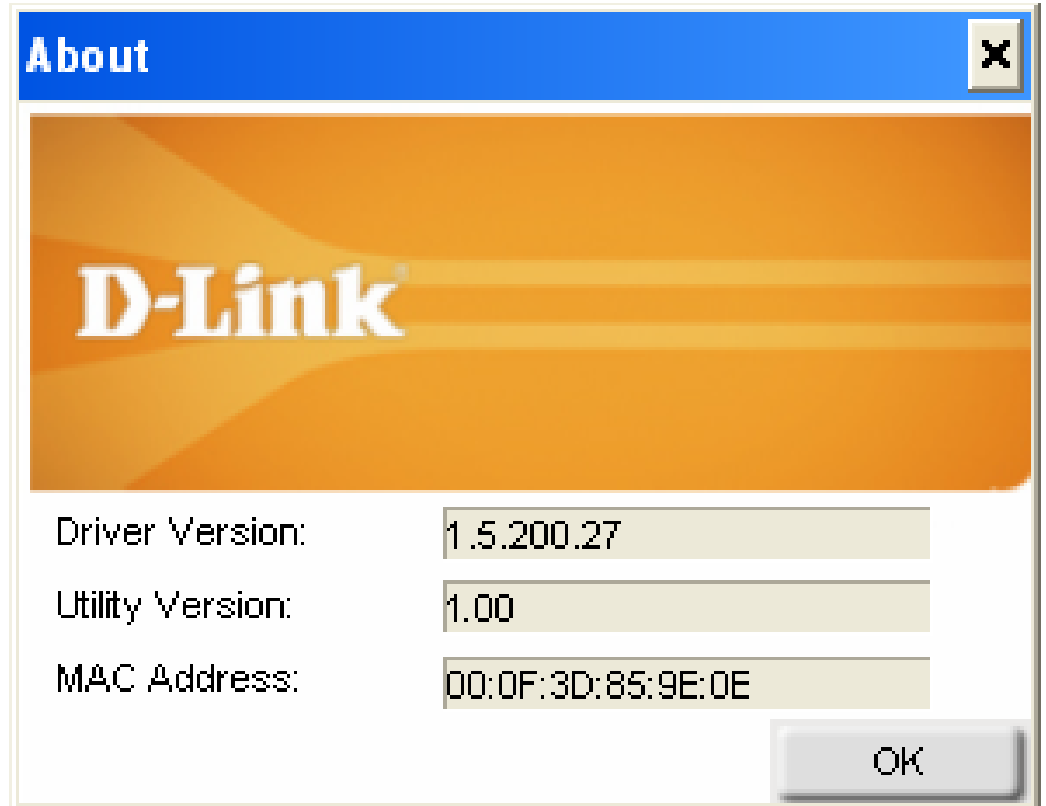 About
D-Link
Driver Version: 1.5.200.27
Utility Version: 1.00
MAC Address: 00:0F:3D:85:9E:0E
OK